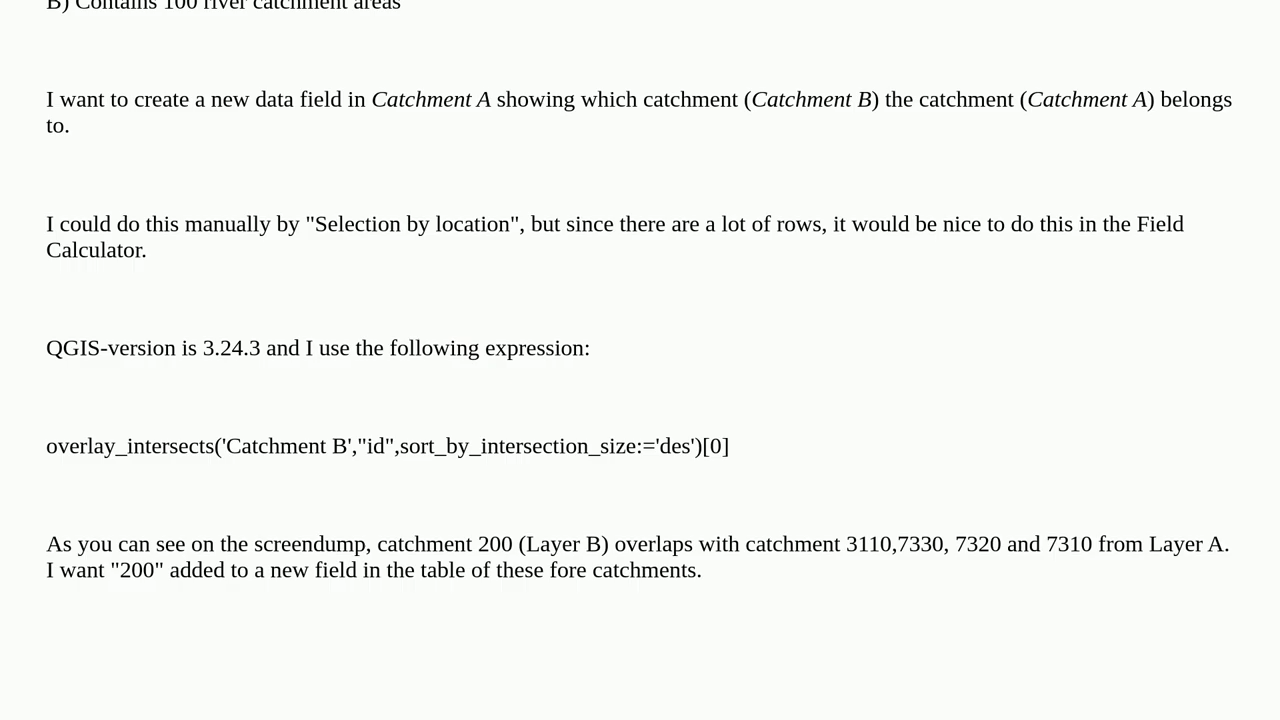 B) Contains 100 river catchment areas
I want to create a new data field in Catchment A showing which catchment (Catchment B) the catchment (Catchment A) belongs
to.
I could do this manually by "Selection by location", but since there are a lot of rows, it would be nice to do this in the Field
Calculator.
QGIS-version is 3.24.3 and I use the following expression:
overlay_intersects('Catchment B',"id",sort_by_intersection_size:='des')[0]
As you can see on the screendump, catchment 200 (Layer B) overlaps with catchment 3110,7330, 7320 and 7310 from Layer A.
I want "200" added to a new field in the table of these fore catchments.